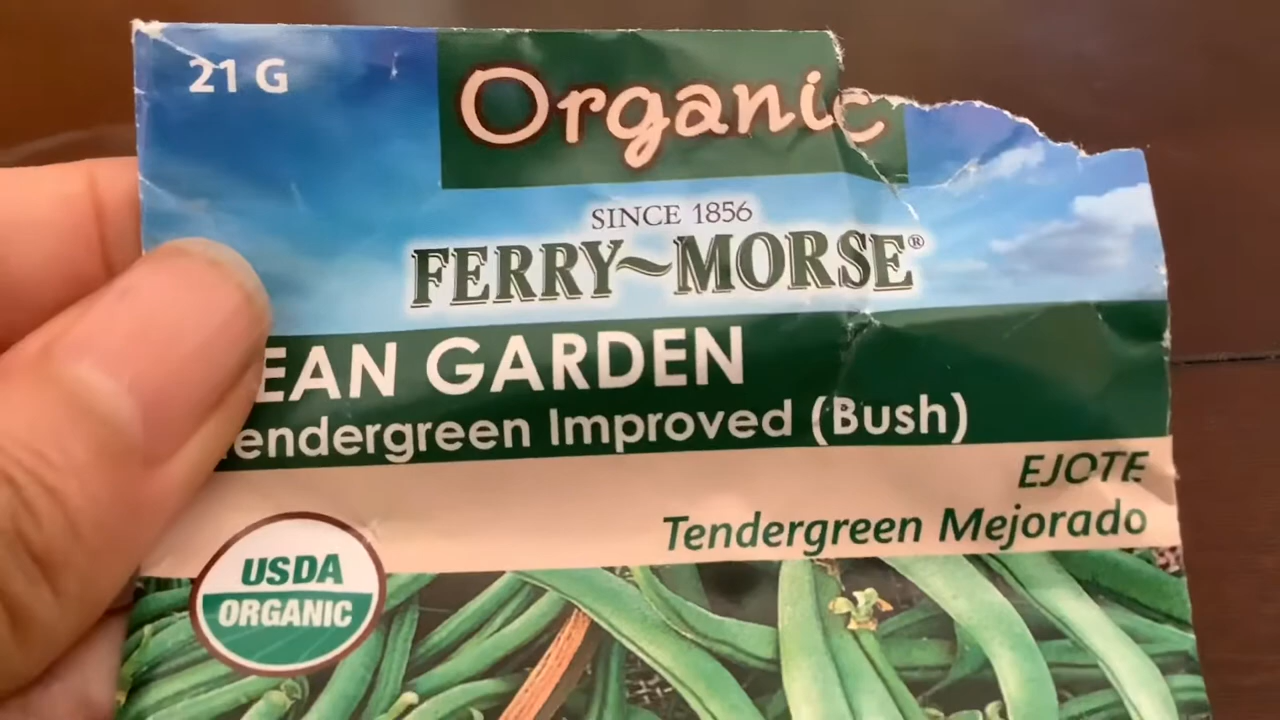 21 G
Organic
SINCE 1856
FERRY~MORSE®
EAN GARDEN
endergreen Improved (Bush)
EJOTE
Tendergreen Mejorado
USDA
ORGANIC